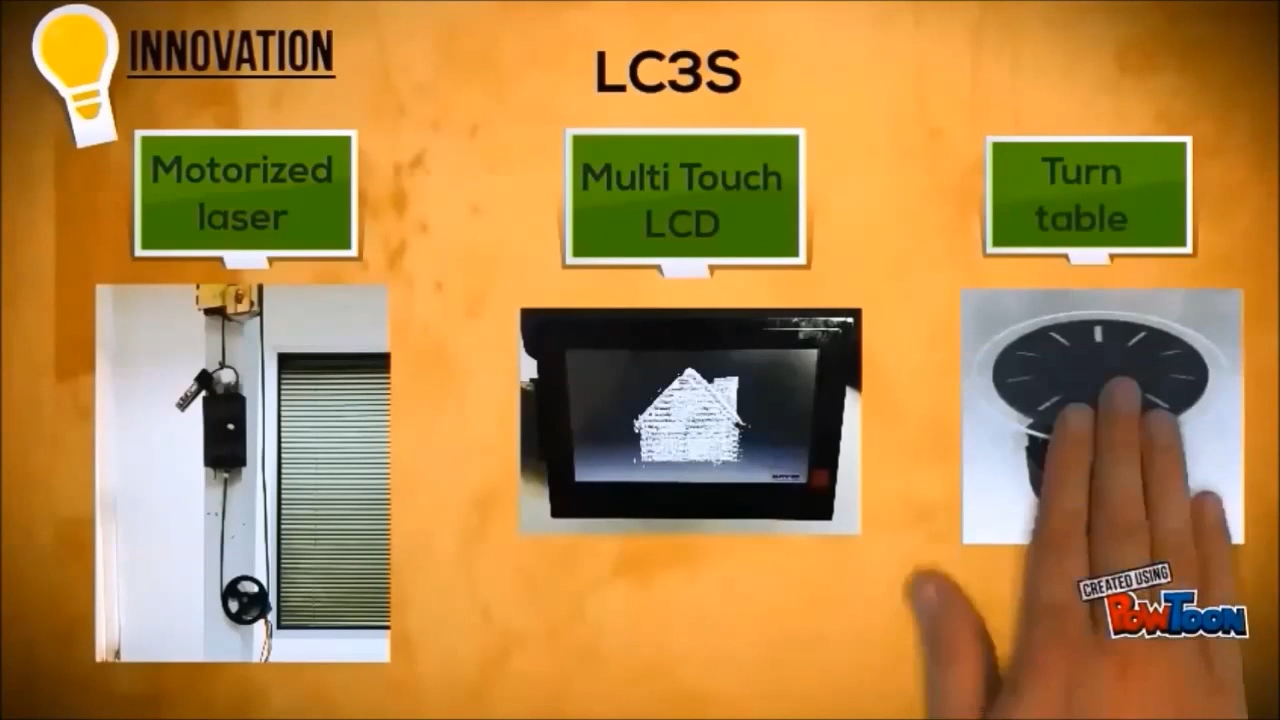 INNOVATION
LC3S
Motorized
laser
Multi Touch
LCD
Turn
table
CREATED USING
POWTOON